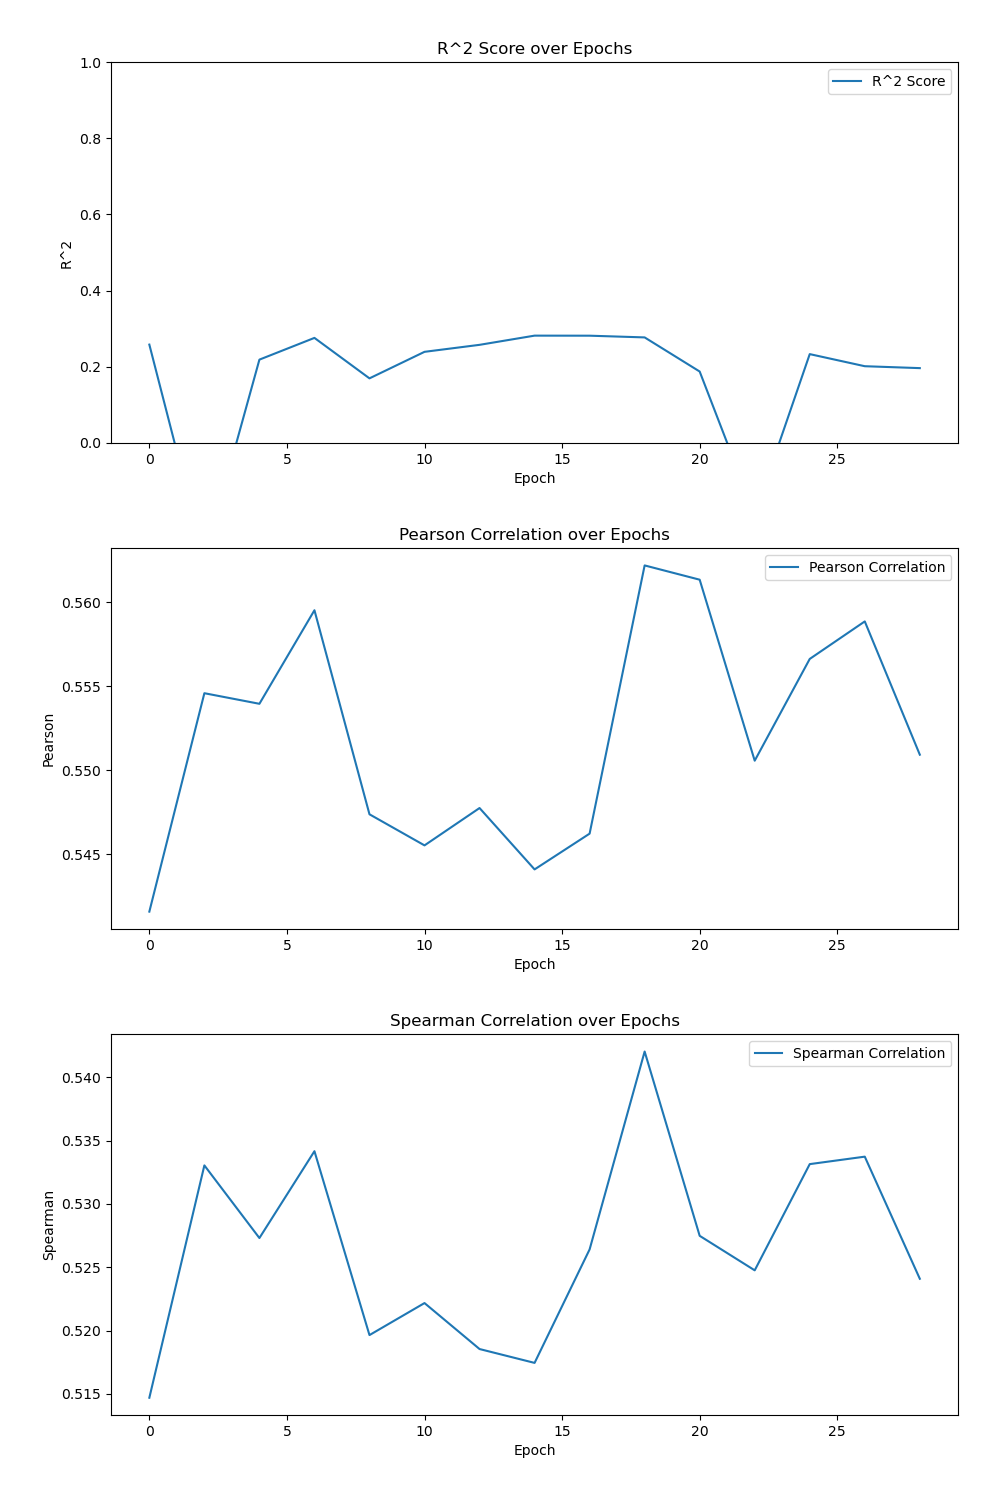 R^2 Score over Epochs
R^2 Score
1.0
0.8
0.6
0.4
0.2
0.0
R^2
0 5 10 15 20 25
Epoch
Pearson Correlation over Epochs
Pearson Correlation
0.560
0.555
0.550
0.545
Pearson
0 5 10 15 20 25
Epoch
Spearman Correlation over Epochs
Spearman Correlation
0.540
0.535
0.530
0.525
0.520
0.515
Spearman
0 5 10 15 20 25
Epoch